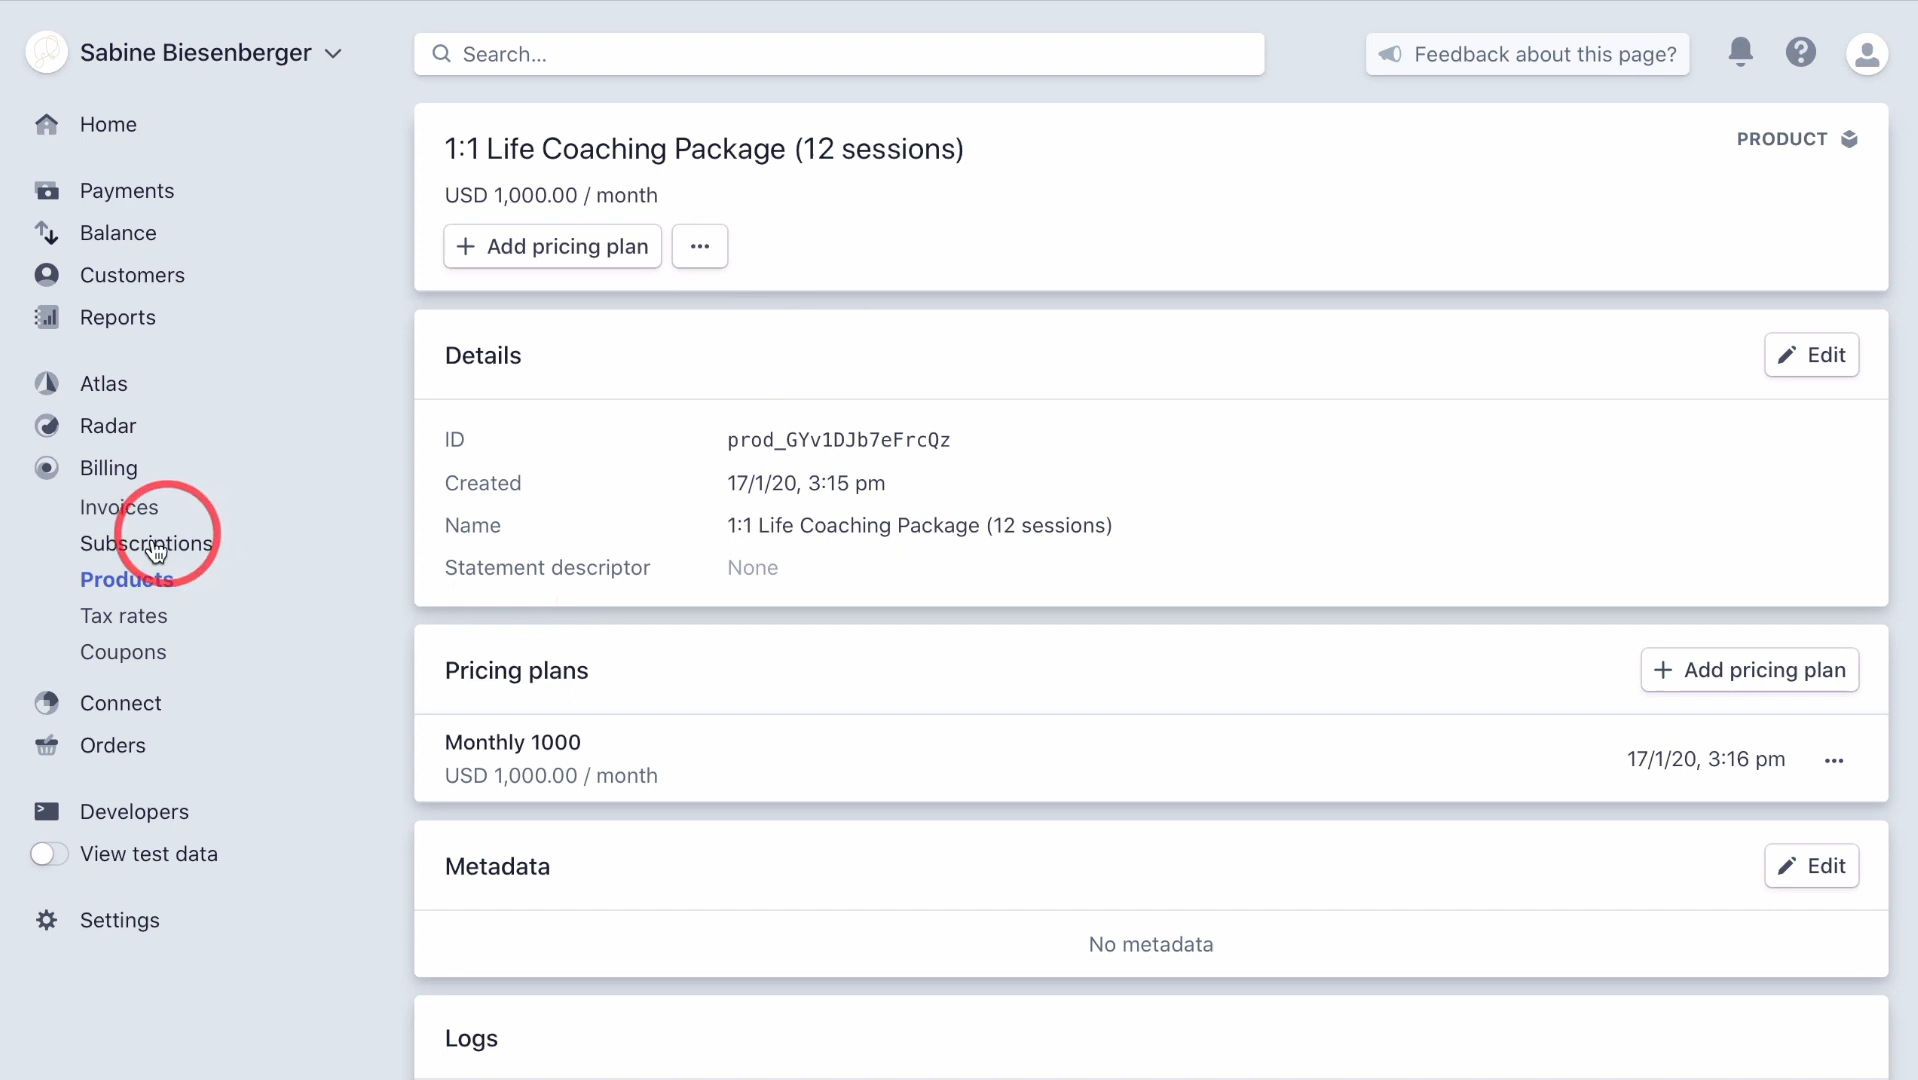 Sabine Biesenberger
Search...
Feedback about this page?
Home
Payments
Balance
Customers
Reports
Atlas
Radar
Billing
Invoices
Subscriptions
Products
Tax rates
Coupons
Connect
Orders
Developers
View test data
Settings
1:1 Life Coaching Package (12 sessions)
PRODUCT
USD 1,000.00 / month
Add pricing plan
Details
Edit
ID prod_GYv1DJb7eFrcQz
Created 17/1/20, 3:15 pm
Name 1:1 Life Coaching Package (12 sessions)
Statement descriptor None
Pricing plans
Add pricing plan
Monthly 1000
USD 1,000.00 / month
17/1/20, 3:16 pm
Metadata
Edit
No metadata
Logs